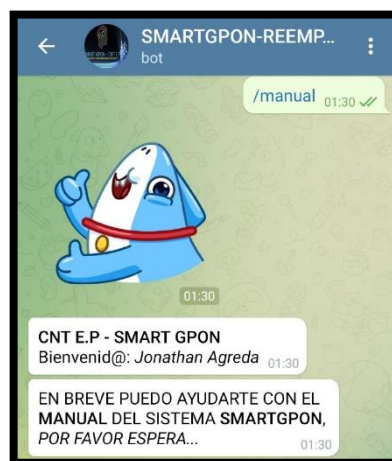 SMARTGPON-REEMP...
bot
/manual 01:30
01:30
CNT E.P - SMART GPON
Bienvenid@: Jonathan Agreda 01:30
EN BREVE PUEDO AYUDARTE CON EL
MANUAL DEL SISTEMA SMARTGPON,
POR FAVOR ESPERA... 01:30